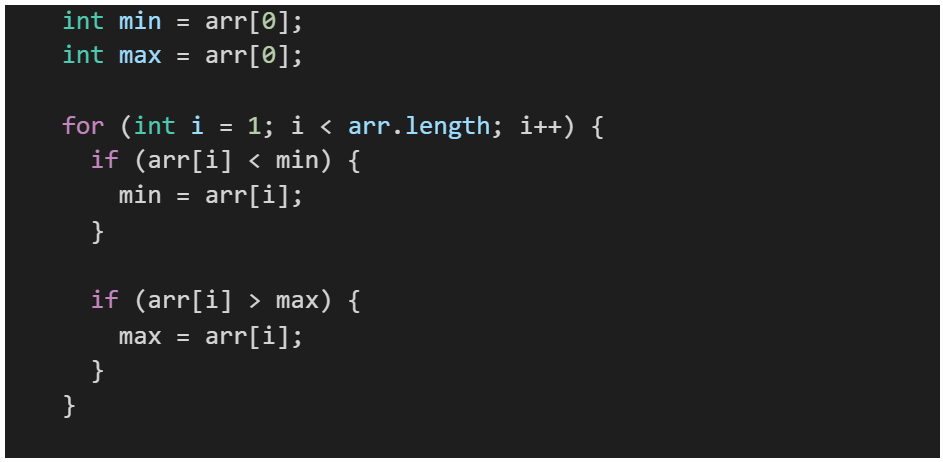 int min = arr[0];
int max = arr[0];

for (int i = 1; i < arr.length; i++) {
  if (arr[i] < min) {
    min = arr[i];
  }

  if (arr[i] > max) {
    max = arr[i];
  }
}